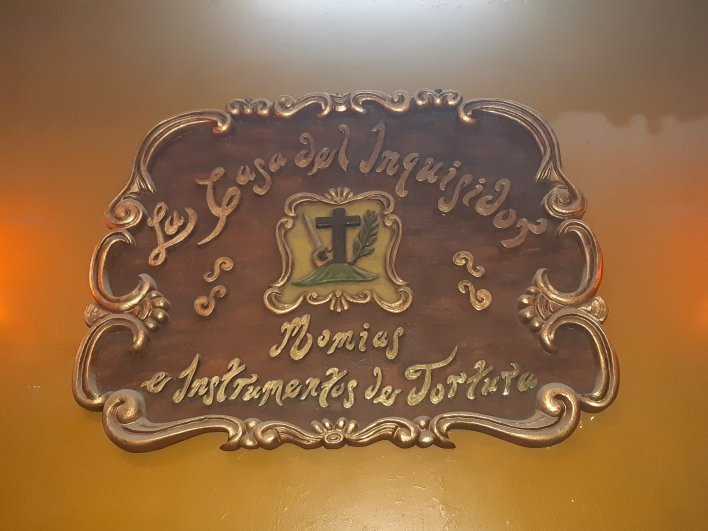 La Casa del Inquisidor
Momias
e Instrumentos de Tortura